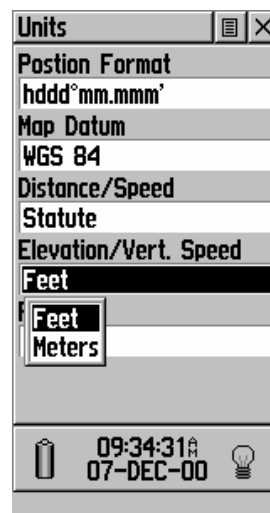 Units
Postion Format
hddd°mm.mmm'
Map Datum
WGS 84
Distance/Speed
Statute
Elevation/Vert. Speed
Feet
Feet
Meters
09:34:31AM
07-DEC-00